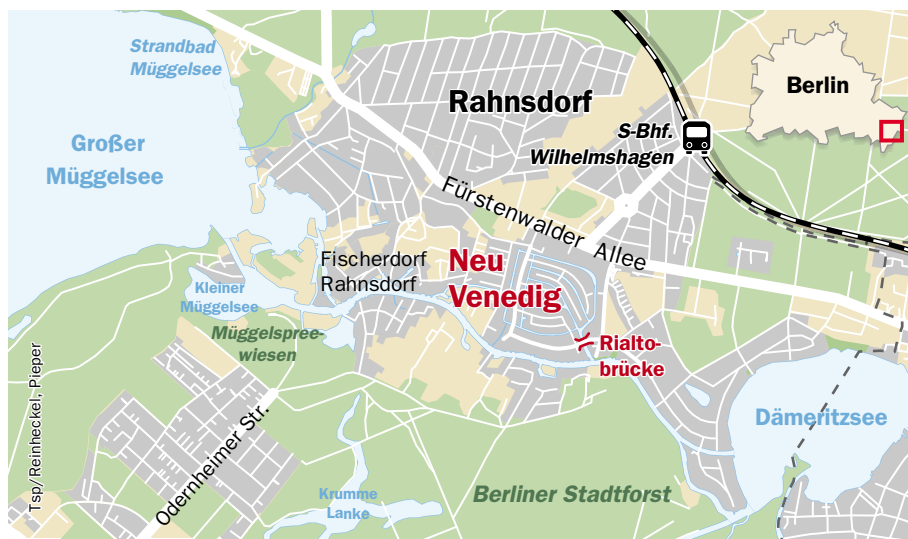 Strandbad
Müggelsee
Berlin
Rahnsdorf
S-Bhf.
Wilhelmshagen
Großer
Müggelsee
Fürstenwalder Allee
Fischerdorf
Rahnsdorf
Neu
Venedig
Kleiner
Müggelsee
Müggelspree-
wiesen
Rialto-
brücke
Tsp/Reinheckel, Pieper
Odernheimer Str.
Dämeritzsee
Krumme
Lanke
Berliner Stadtforst